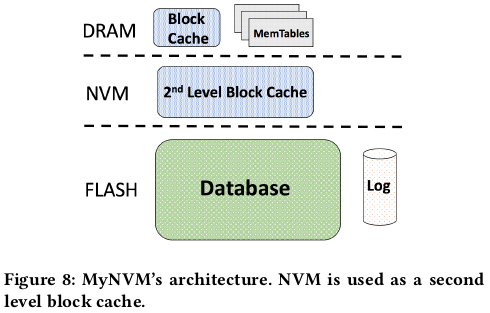 DRAM
Block
Cache
MemTables
NVM
2nd Level Block Cache
FLASH
Database
Log
Figure 8: MyNVM's architecture. NVM is used as a second
level block cache.